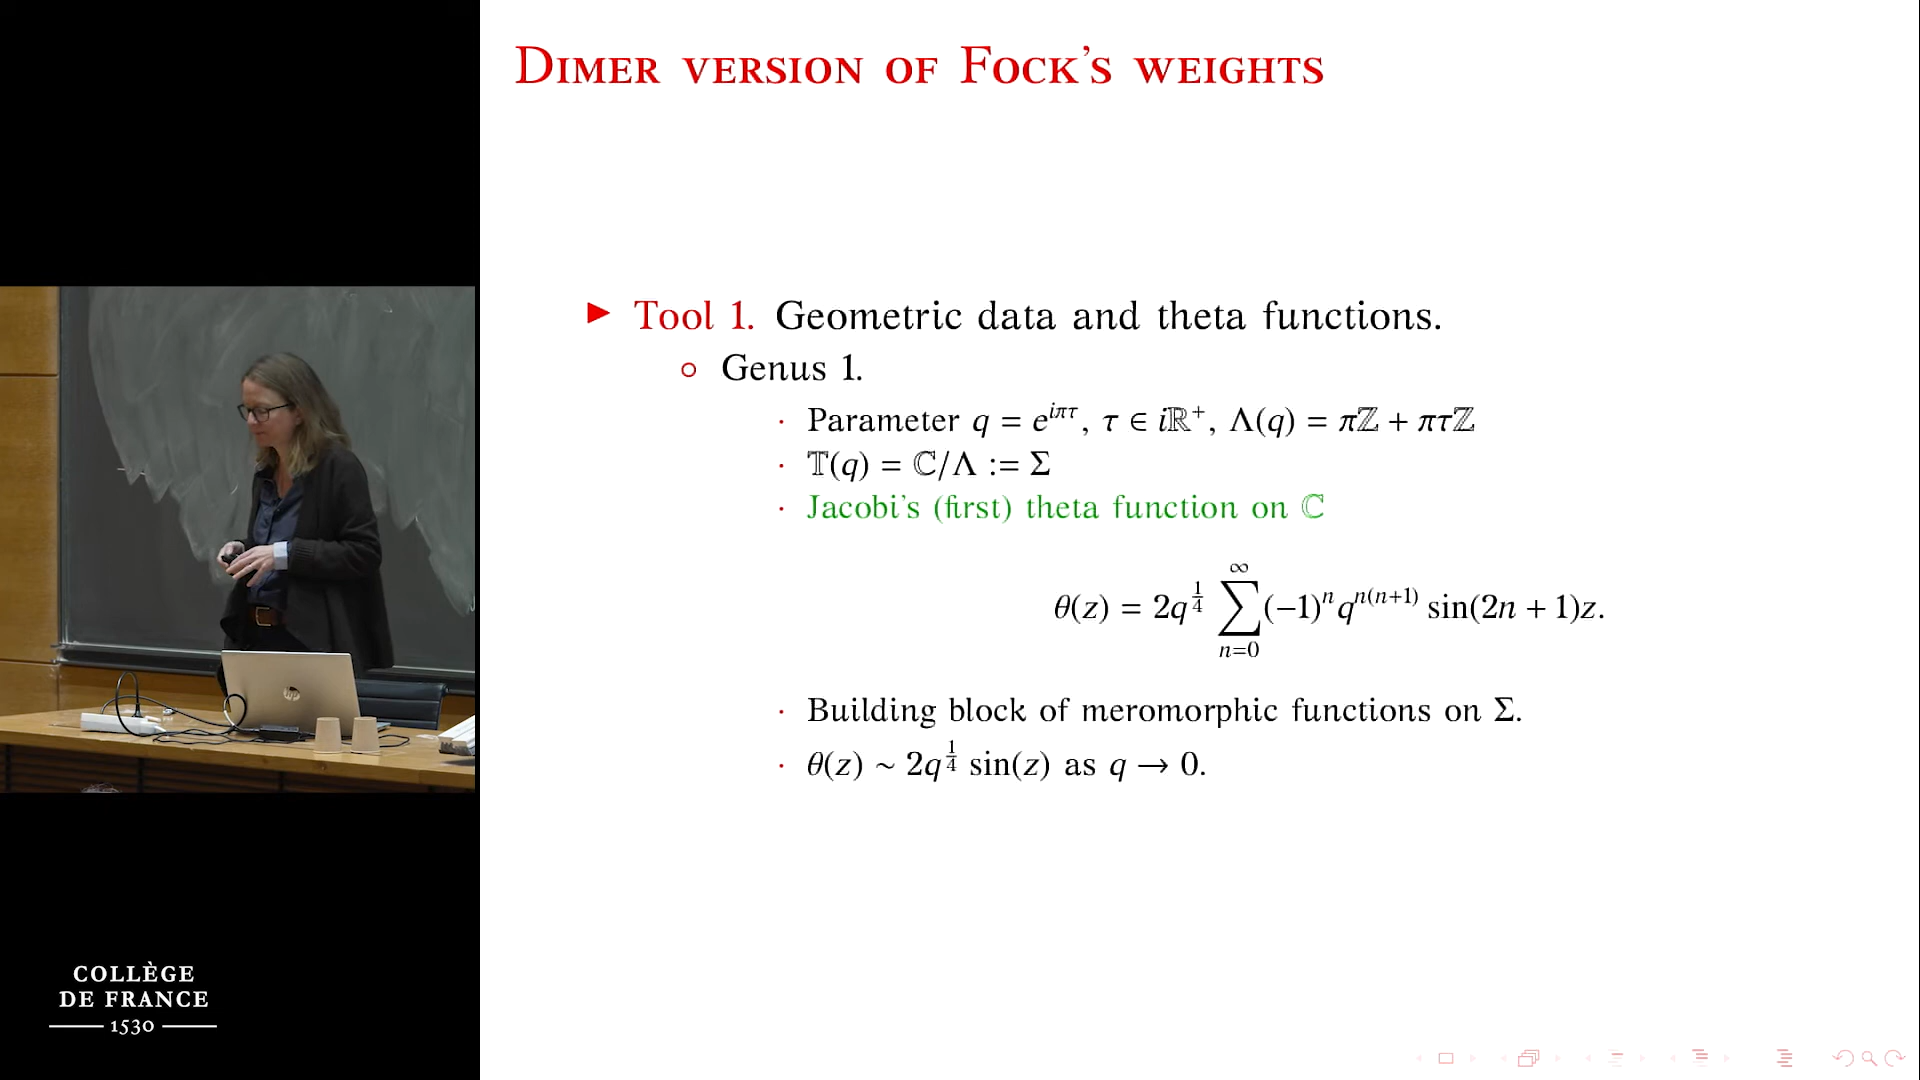 DIMER VERSION OF FOCK'S WEIGHTS
► Tool 1. Geometric data and theta functions.
∘ Genus 1.
· Parameter q = e^{iπτ}, τ ∈ iℝ⁺, Λ(q) = πℤ + πτℤ
· 𝕋(q) = ℂ/Λ := Σ
· Jacobi's (first) theta function on ℂ
θ(z) = 2q^{1/4} ∑_{n=0}^{∞} (−1)^n q^{n(n+1)} sin(2n + 1)z.
· Building block of meromorphic functions on Σ.
· θ(z) ∼ 2q^{1/4} sin(z) as q → 0.
hp
COLLÈGE
DE FRANCE
1530